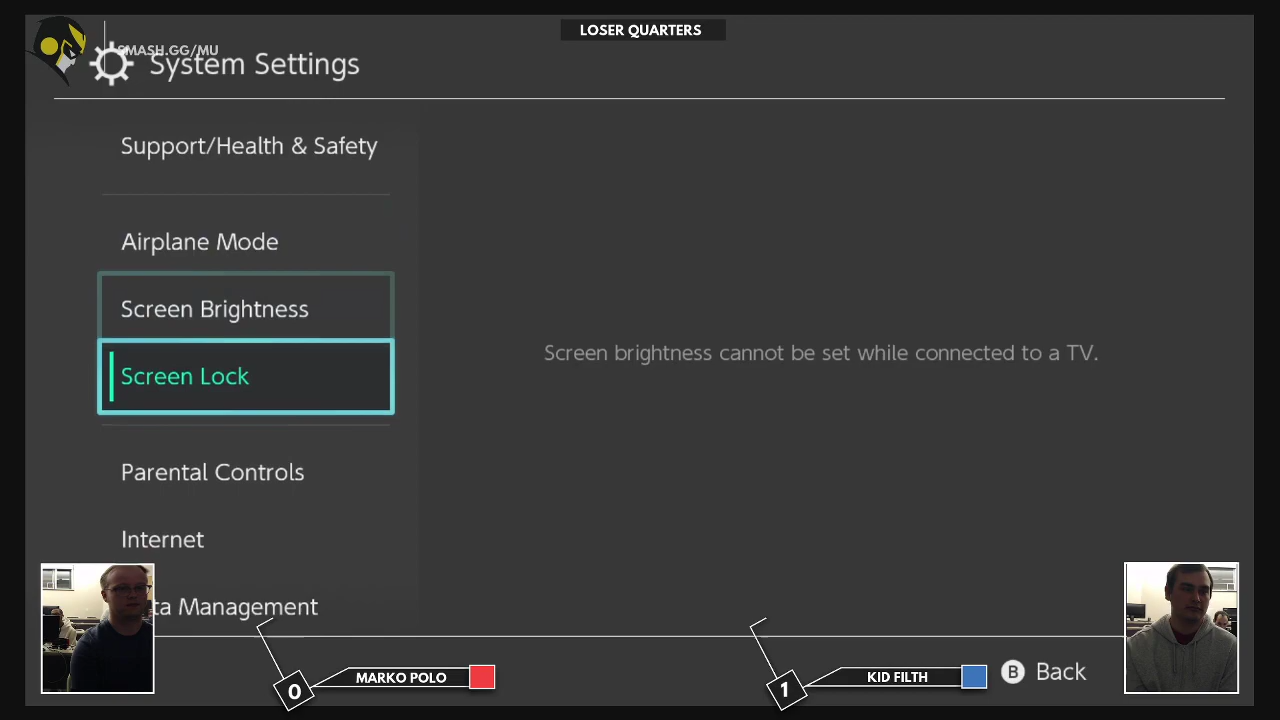 LOSER QUARTERS
SMASH.GG/MU
System Settings
Support/Health & Safety
Airplane Mode
Screen Brightness
Screen Lock
Screen brightness cannot be set while connected to a TV.
Parental Controls
Internet
ta Management
0
MARKO POLO
1
KID FILTH
B Back